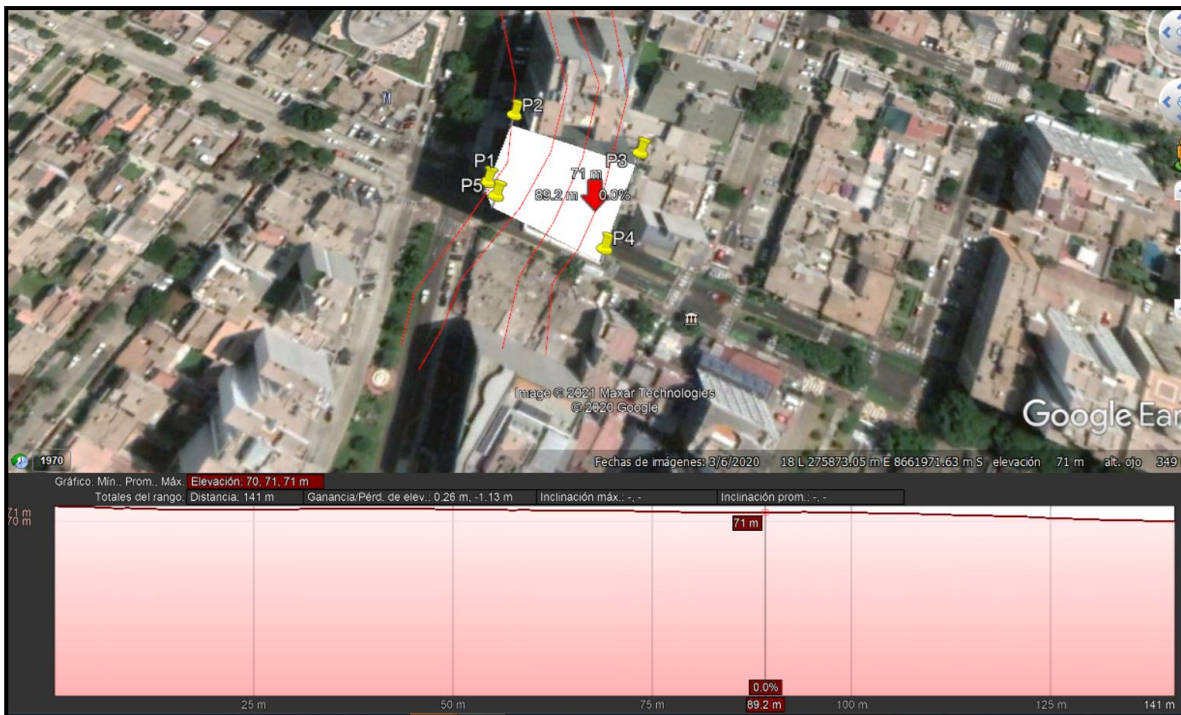 P2
P1
P3
71 m
P5
89.2 m 0.0%
P4
Image © 2021 Maxar Technologies
© 2020 Google
Google Ear
1970
Fechas de imágenes: 3/6/2020 18 L 275873.05 m E 8661971.63 m S elevación 71 m alt. ojo 349
Gráfico: Mín., Prom., Máx. Elevación: 70, 71, 71 m
Totales del rango: Distancia: 141 m Ganancia/Pérd. de elev.: 0.26 m, -1.13 m Inclinación máx.: -, - Inclinación prom.: -, -
71 m
70 m
71 m
0.0%
25 m 50 m 75 m 89.2 m 100 m 125 m 141 m